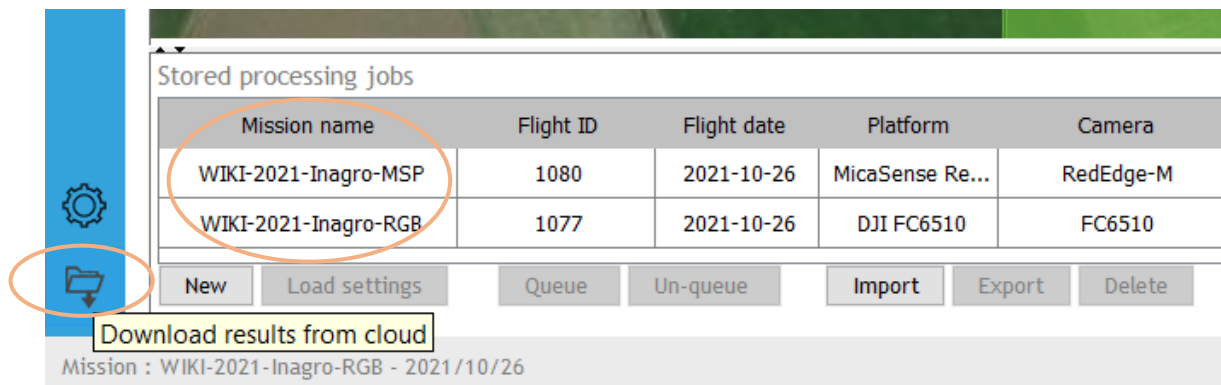 Stored processing jobs
Mission name Flight ID Flight date Platform Camera
WIKI-2021-Inagro-MSP 1080 2021-10-26 MicaSense Re... RedEdge-M
WIKI-2021-Inagro-RGB 1077 2021-10-26 DJI FC6510 FC6510
New Load settings Queue Un-queue Import Export Delete
Download results from cloud
Mission : WIKI-2021-Inagro-RGB - 2021/10/26